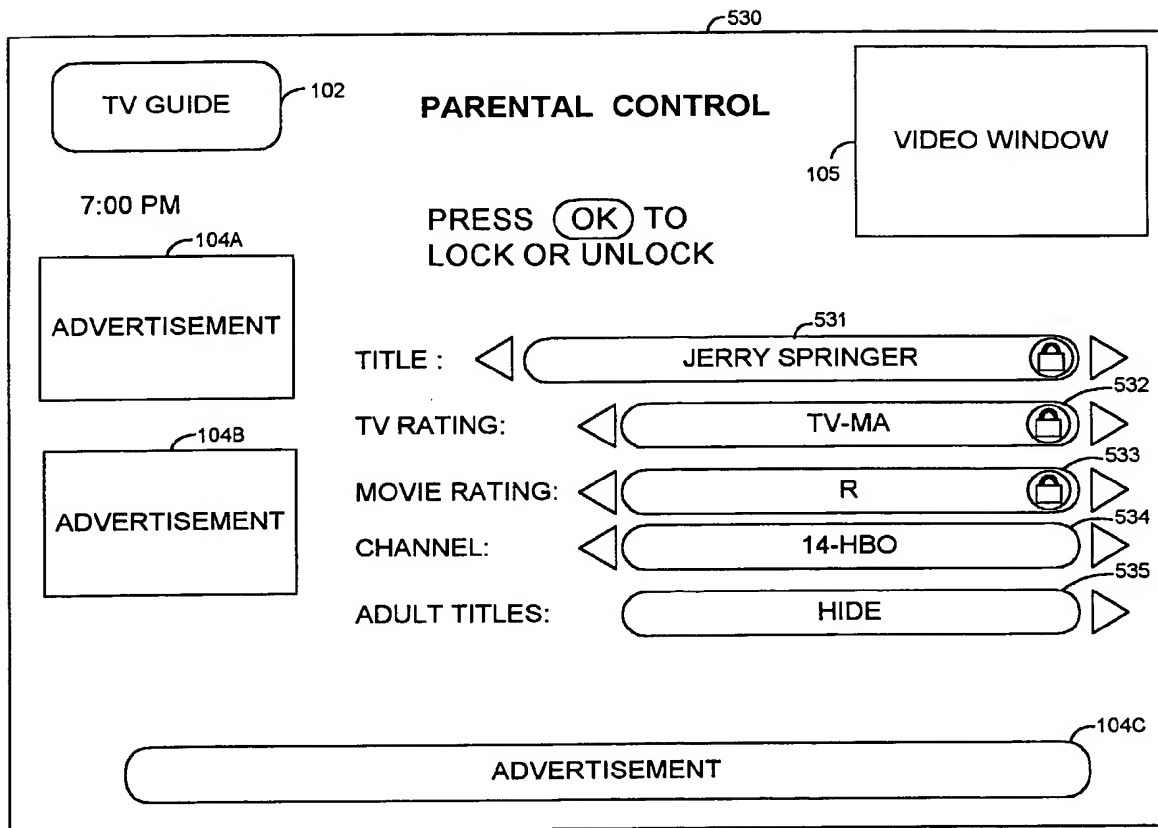 530
TV GUIDE
102
PARENTAL CONTROL
VIDEO WINDOW
105
7:00 PM
PRESS OK TO
LOCK OR UNLOCK
104A
ADVERTISEMENT
531
TITLE : JERRY SPRINGER
532
TV RATING: TV-MA
104B
ADVERTISEMENT
533
MOVIE RATING: R
534
CHANNEL: 14-HBO
535
ADULT TITLES: HIDE
104C
ADVERTISEMENT